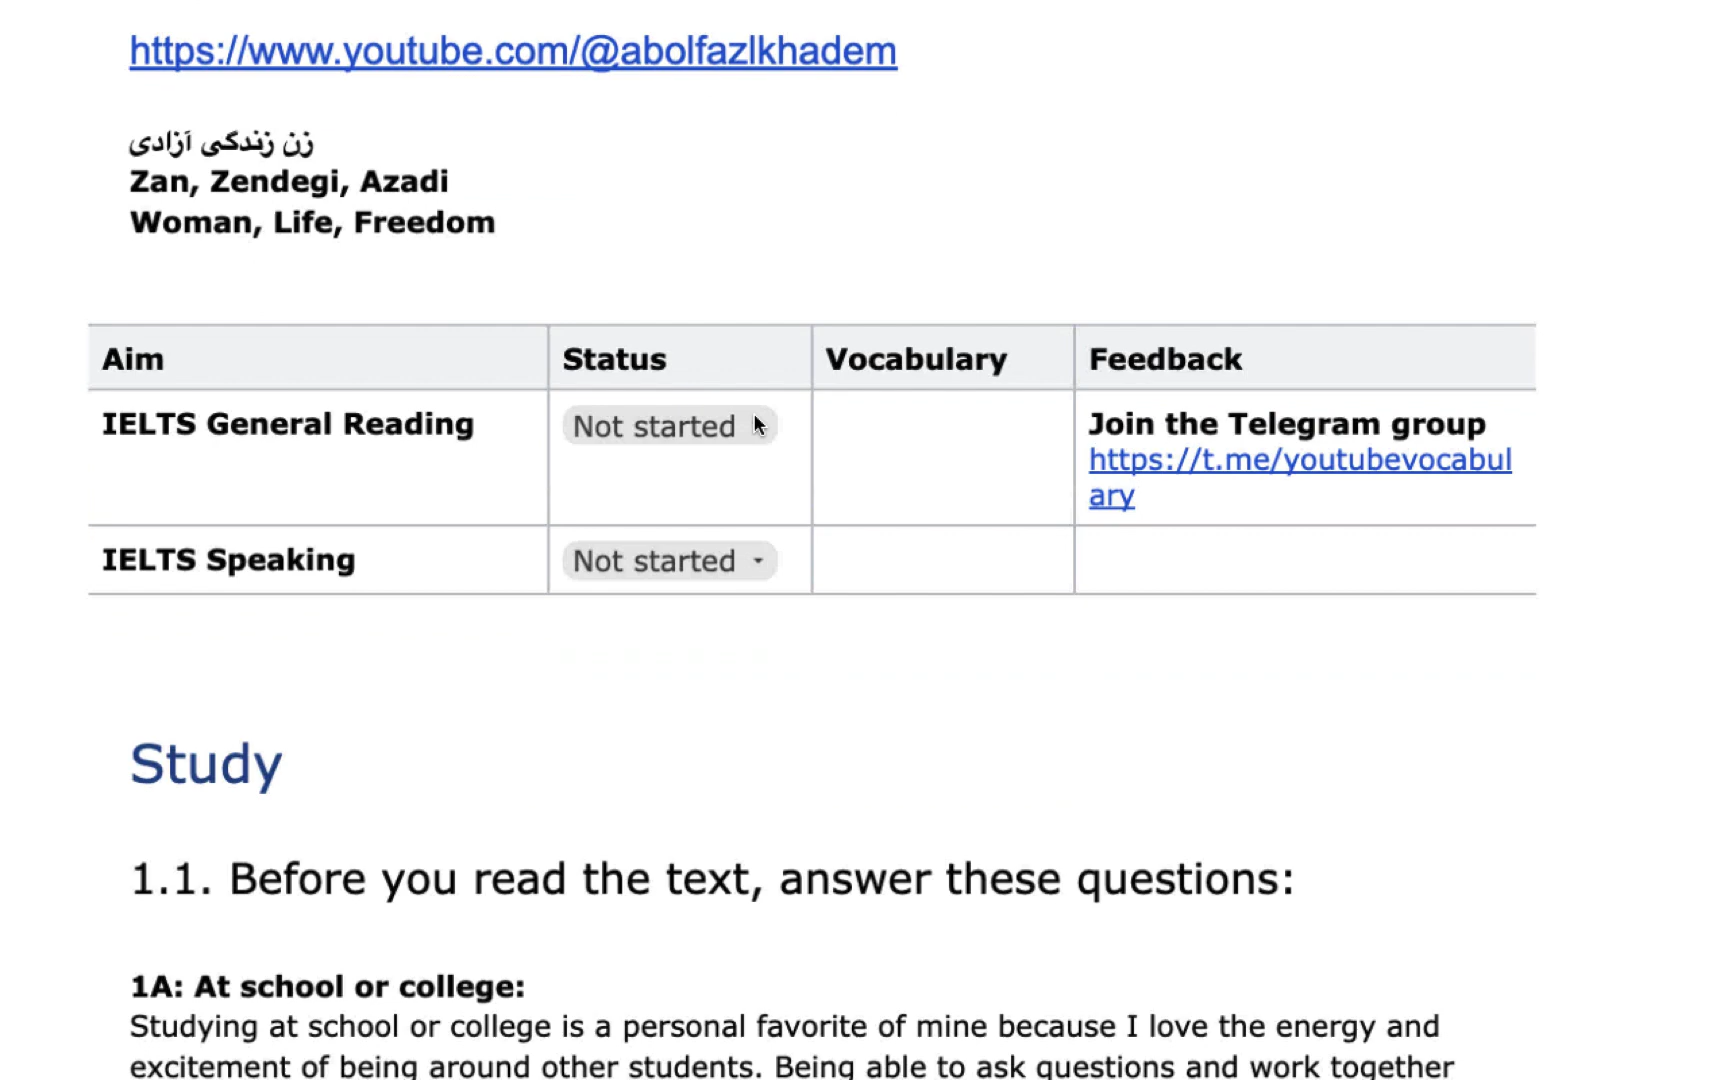 https://www.youtube.com/@abolfazlkhadem
زن زندگی آزادی
Zan, Zendegi, Azadi
Woman, Life, Freedom
Aim Status Vocabulary Feedback
IELTS General Reading Not started Join the Telegram group
https://t.me/youtubevocabul
ary
IELTS Speaking Not started
Study
1.1. Before you read the text, answer these questions:
1A: At school or college:
Studying at school or college is a personal favorite of mine because I love the energy and
excitement of being around other students. Being able to ask questions and work together